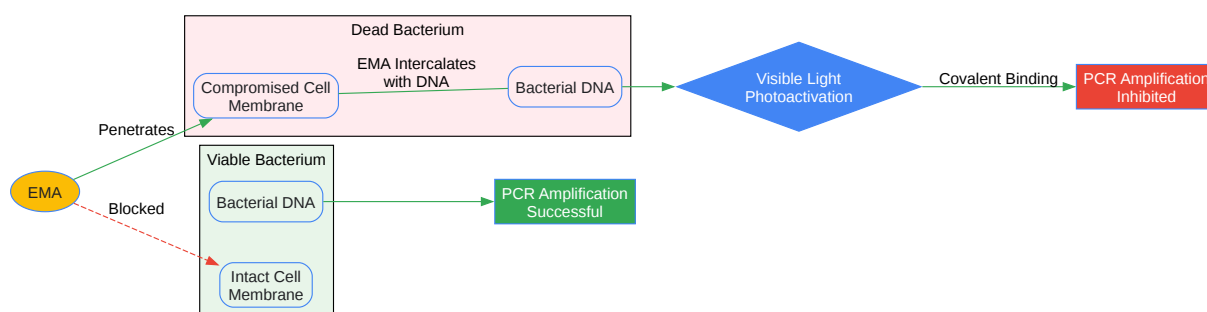 Dead Bacterium
EMA Intercalates
with DNA
Compromised Cell
Membrane
Bacterial DNA
Visible Light
Photoactivation
Covalent Binding
PCR Amplification
Inhibited
Penetrates
Viable Bacterium
EMA
Bacterial DNA
PCR Amplification
Successful
Blocked
Intact Cell
Membrane